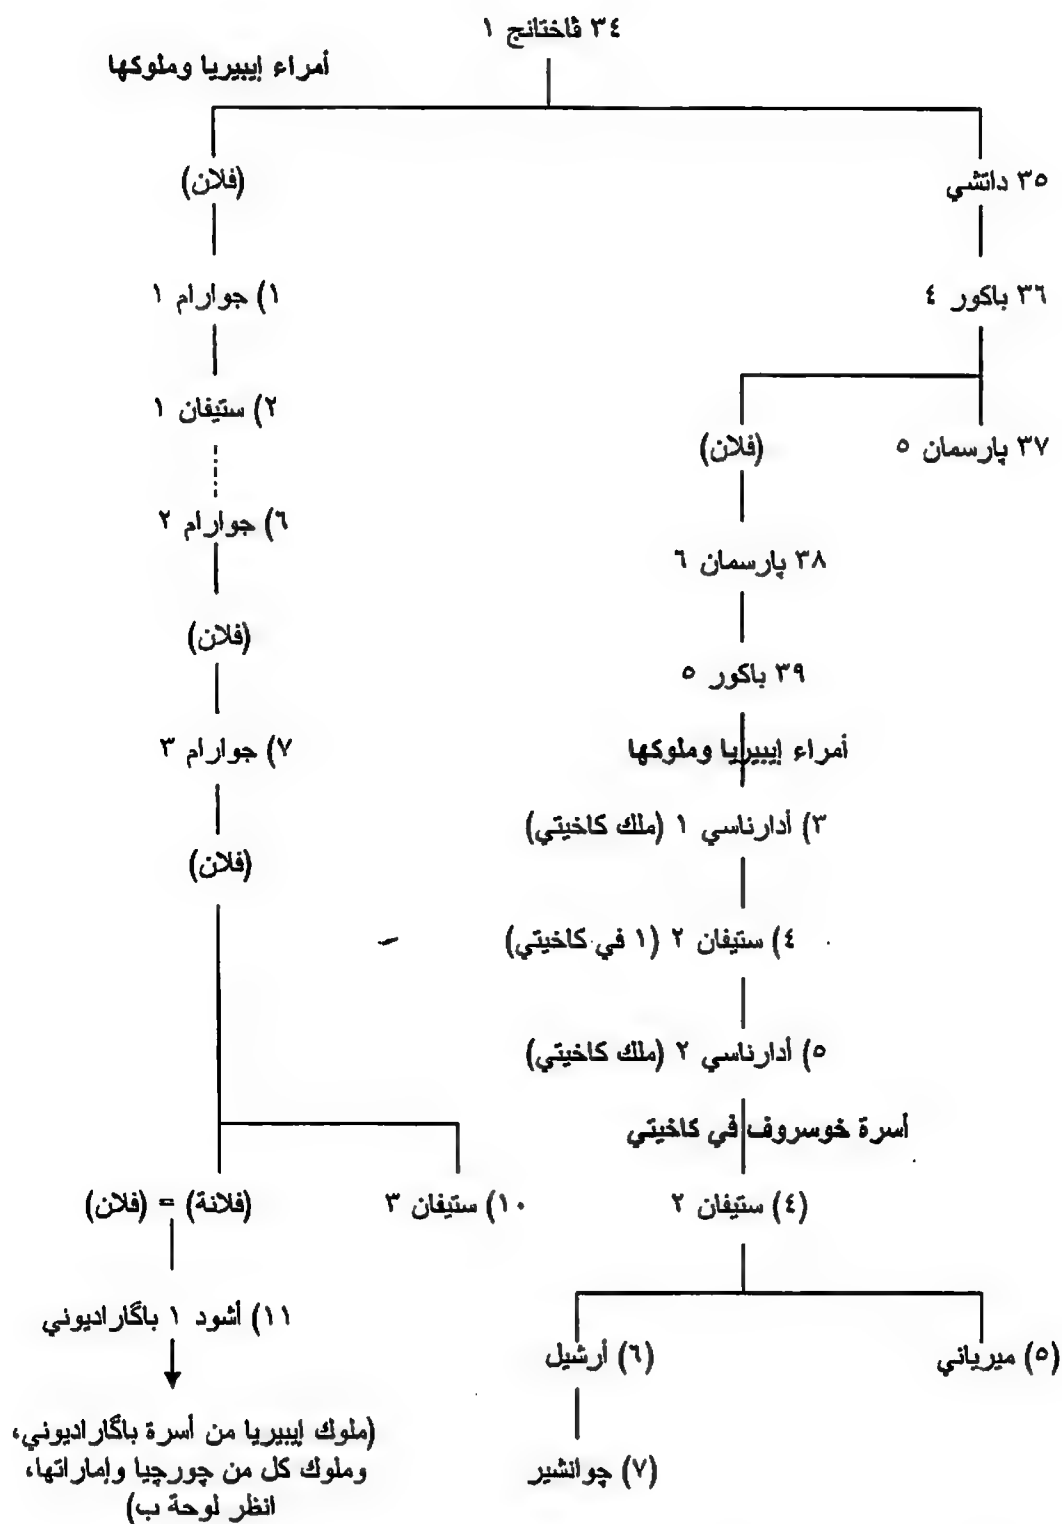 ٣٤ ڤاختانج ١
أمراء إيبيريا وملوكها
(فلان)
٣٥ داتشي
١) جوارام ١
٣٦ باكور ٤
٢) ستيفان ١
(فلان)
٣٧ پارسمان ٥
٦) جوارام ٢
٣٨ پارسمان ٦
(فلان)
٣٩ باكور ٥
٧) جوارام ٣
أمراء إيبيريا وملوكها
٣) أدارناسي ١ (ملك كاخيتي)
(فلان)
٤) ستيفان ٢ (١ في كاخيتي)
٥) أدارناسي ٢ (ملك كاخيتي)
أسرة خوسروف في كاخيتي
(فلانة) = (فلان)
١٠) ستيفان ٣
(٤) ستيفان ٢
١١) أشود ١ باگاراديوني
(٦) أرشيل
(٥) ميرياني
(ملوك إيبيريا من أسرة باگاراديوني،
وملوك كل من چورچيا وإماراتها،
انظر لوحة ب)
(٧) چوانشير